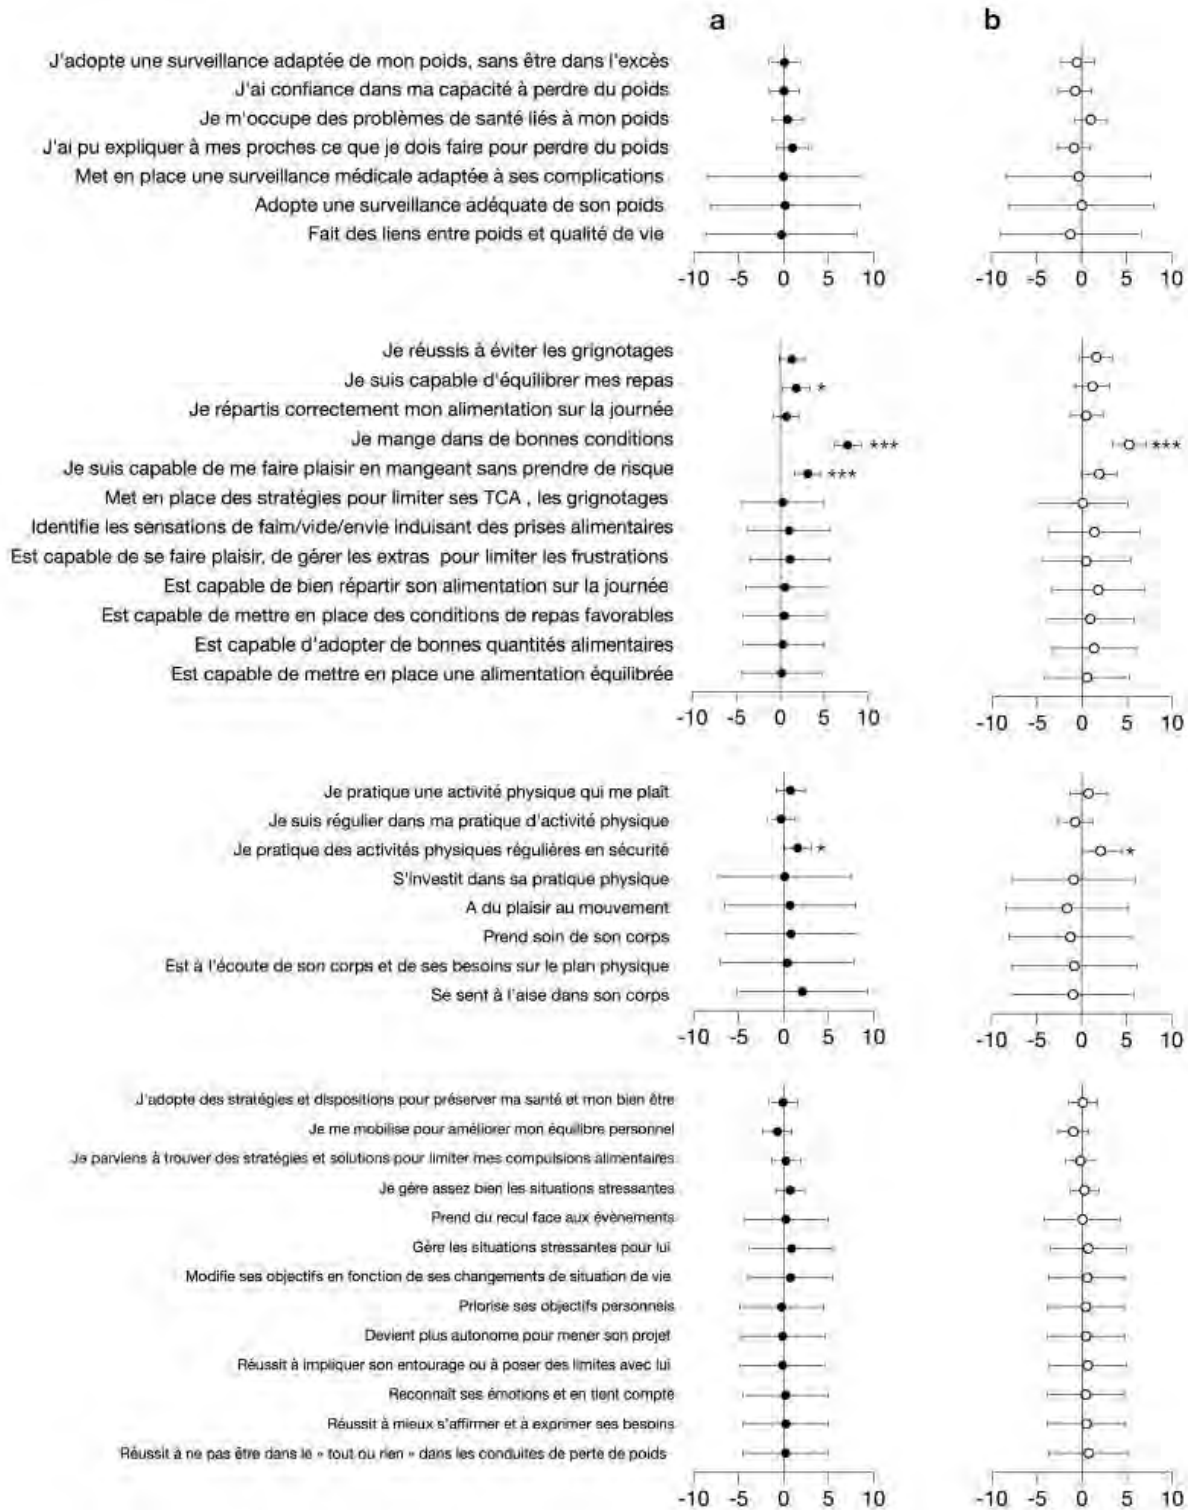 a b
J'adopte une surveillance adaptée de mon poids, sans être dans l'excès
J'ai confiance dans ma capacité à perdre du poids
Je m'occupe des problèmes de santé liés à mon poids
J'ai pu expliquer à mes proches ce que je dois faire pour perdre du poids
Met en place une surveillance médicale adaptée à ses complications
Adopte une surveillance adéquate de son poids
Fait des liens entre poids et qualité de vie
-10 -5 0 5 10 -10 -5 0 5 10
Je réussis à éviter les grignotages
Je suis capable d'équilibrer mes repas *
Je répartis correctement mon alimentation sur la journée
Je mange dans de bonnes conditions *** ***
Je suis capable de me faire plaisir en mangeant sans prendre de risque ***
Met en place des stratégies pour limiter ses TCA , les grignotages
Identifie les sensations de faim/vide/envie induisant des prises alimentaires
Est capable de se faire plaisir, de gérer les extras pour limiter les frustrations
Est capable de bien répartir son alimentation sur la journée
Est capable de mettre en place des conditions de repas favorables
Est capable d'adopter de bonnes quantités alimentaires
Est capable de mettre en place une alimentation équilibrée
-10 -5 0 5 10 -10 -5 0 5 10
Je pratique une activité physique qui me plaît
Je suis régulier dans ma pratique d'activité physique
Je pratique des activités physiques régulières en sécurité * *
S'investit dans sa pratique physique
A du plaisir au mouvement
Prend soin de son corps
Est à l'écoute de son corps et de ses besoins sur le plan physique
Se sent à l'aise dans son corps
-10 -5 0 5 10 -10 -5 0 5 10
J'adopte des stratégies et dispositions pour préserver ma santé et mon bien être
Je me mobilise pour améliorer mon équilibre personnel
Je parviens à trouver des stratégies et solutions pour limiter mes compulsions alimentaires
Je gère assez bien les situations stressantes
Prend du recul face aux évènements
Gère les situations stressantes pour lui
Modifie ses objectifs en fonction de ses changements de situation de vie
Priorise ses objectifs personnels
Devient plus autonome pour mener son projet
Réussit à impliquer son entourage ou à poser des limites avec lui
Reconnaît ses émotions et en tient compte
Réussit à mieux s'affirmer et à exprimer ses besoins
Réussit à ne pas être dans le « tout ou rien » dans les conduites de perte de poids
-10 -5 0 5 10 -10 -5 0 5 10